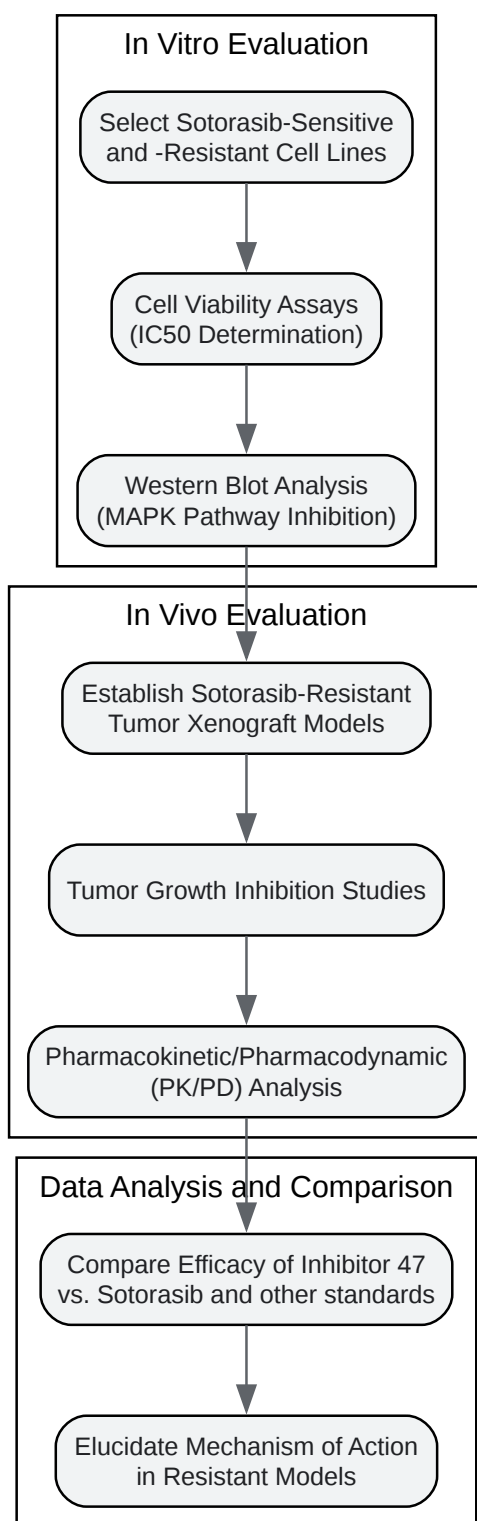 In Vitro Evaluation
Select Sotorasib-Sensitive
and -Resistant Cell Lines
Cell Viability Assays
(IC50 Determination)
Western Blot Analysis
(MAPK Pathway Inhibition)
In Vivo Evaluation
Establish Sotorasib-Resistant
Tumor Xenograft Models
Tumor Growth Inhibition Studies
Pharmacokinetic/Pharmacodynamic
(PK/PD) Analysis
Data Analysis and Comparison
Compare Efficacy of Inhibitor 47
vs. Sotorasib and other standards
Elucidate Mechanism of Action
in Resistant Models